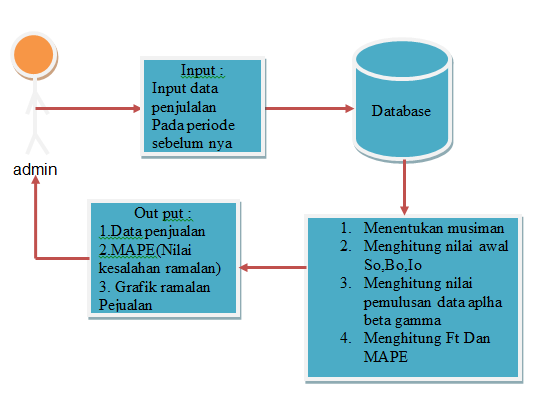 Input :
Input data
penjulalan
Pada periode
sebelum nya
Database
admin
Out put :
1.Data penjualan
2.MAPE(Nilai
kesalahan ramalan)
3. Grafik ramalan
Pejualan
1. Menentukan musiman
2. Menghitung nilai awal
So,Bo,Io
3. Menghitung nilai
pemulusan data aplha
beta gamma
4. Menghitung Ft Dan
MAPE